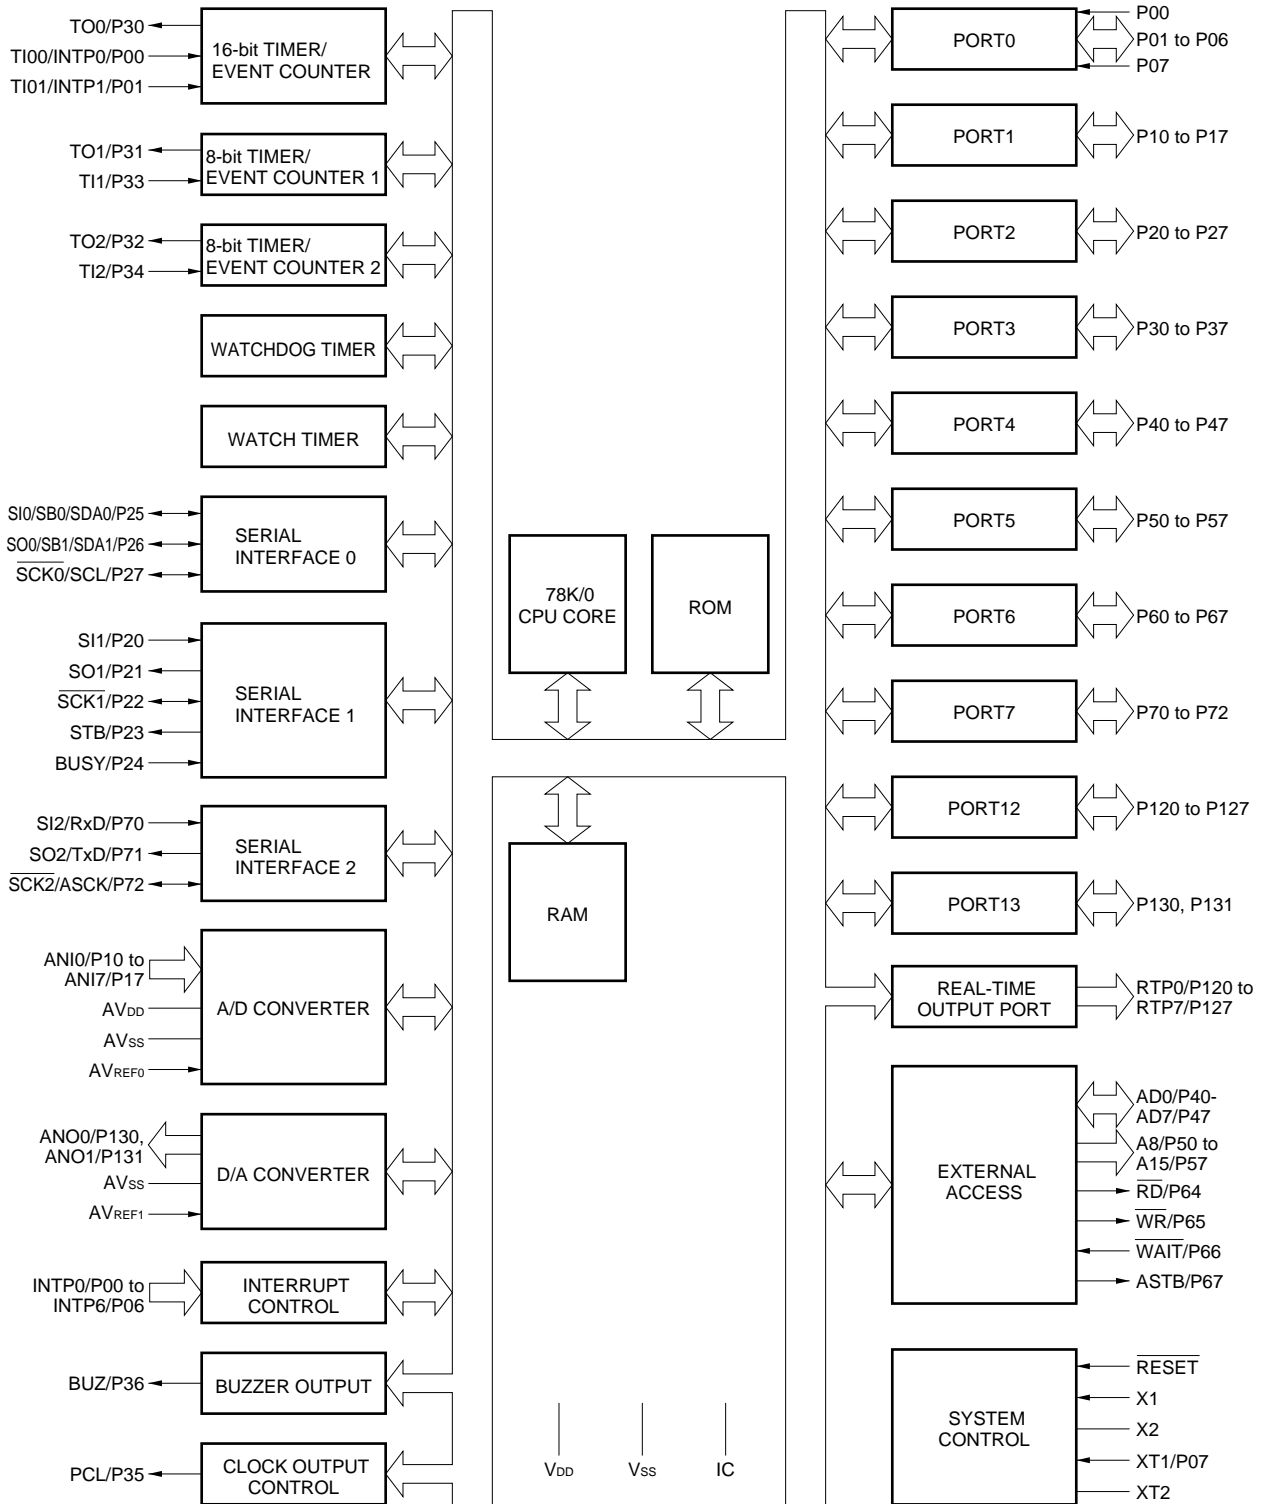 TO0/P30
TI00/INTP0/P00
TI01/INTP1/P01
16-bit TIMER/
EVENT COUNTER
TO1/P31
TI1/P33
8-bit TIMER/
EVENT COUNTER 1
TO2/P32
TI2/P34
8-bit TIMER/
EVENT COUNTER 2
WATCHDOG TIMER
WATCH TIMER
SI0/SB0/SDA0/P25
SO0/SB1/SDA1/P26
SCK0/SCL/P27
SERIAL
INTERFACE 0
SI1/P20
SO1/P21
SCK1/P22
STB/P23
BUSY/P24
SERIAL
INTERFACE 1
SI2/RxD/P70
SO2/TxD/P71
SCK2/ASCK/P72
SERIAL
INTERFACE 2
ANI0/P10 to
ANI7/P17
AVDD
AVSS
AVREF0
A/D CONVERTER
ANO0/P130,
ANO1/P131
AVSS
AVREF1
D/A CONVERTER
INTP0/P00 to
INTP6/P06
INTERRUPT
CONTROL
BUZ/P36
BUZZER OUTPUT
PCL/P35
CLOCK OUTPUT
CONTROL
78K/0
CPU CORE
ROM
RAM
VDD
VSS
IC
PORT0
P00
P01 to P06
P07
PORT1
P10 to P17
PORT2
P20 to P27
PORT3
P30 to P37
PORT4
P40 to P47
PORT5
P50 to P57
PORT6
P60 to P67
PORT7
P70 to P72
PORT12
P120 to P127
PORT13
P130, P131
REAL-TIME
OUTPUT PORT
RTP0/P120 to
RTP7/P127
EXTERNAL
ACCESS
AD0/P40-
AD7/P47
A8/P50 to
A15/P57
RD/P64
WR/P65
WAIT/P66
ASTB/P67
SYSTEM
CONTROL
RESET
X1
X2
XT1/P07
XT2